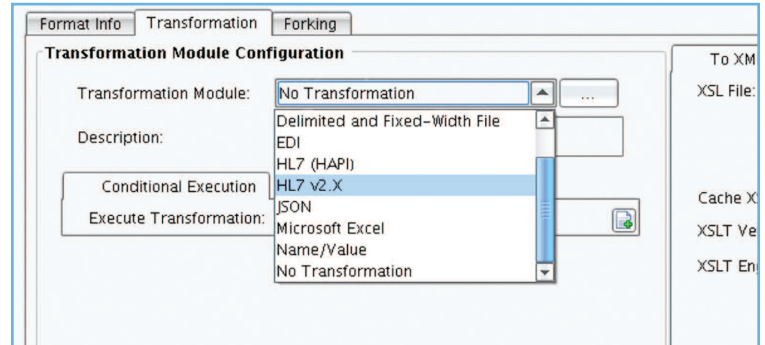 Format Info Transformation Forking
Transformation Module Configuration
To XM
Transformation Module: No Transformation ...
XSL File:
Description:
Delimited and Fixed-Width File
EDI
HL7 (HAPI)
Conditional Execution
HL7 v2.X
Cache XS
JSON
Execute Transformation:
Microsoft Excel
XSLT Ve
Name/Value
No Transformation
XSLT En